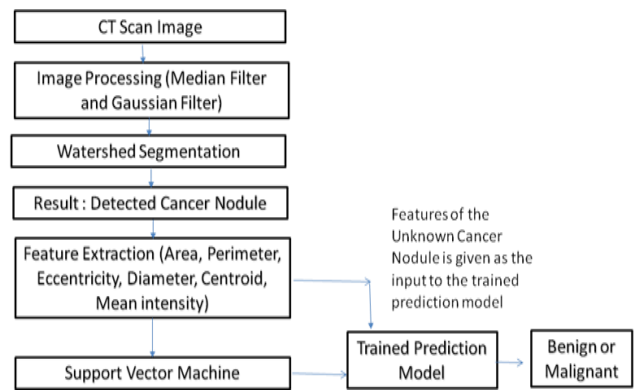 CT Scan Image
Image Processing (Median Filter
and Gaussian Filter)
Watershed Segmentation
Result : Detected Cancer Nodule
Feature Extraction (Area, Perimeter,
Eccentricity, Diameter, Centroid,
Mean intensity)
Support Vector Machine
Features of the
Unknown Cancer
Nodule is given as the
input to the trained
prediction model
Trained Prediction
Model
Benign or
Malignant